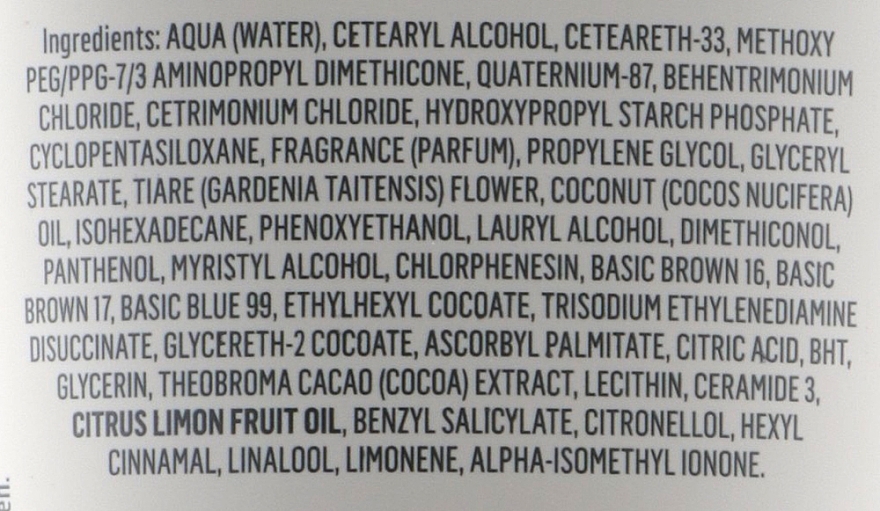 Ingredients: AQUA (WATER), CETEARYL ALCOHOL, CETEARETH-33, METHOXY
PEG/PPG-7/3 AMINOPROPYL DIMETHICONE, QUATERNIUM-87, BEHENTRIMONIUM
CHLORIDE, CETRIMONIUM CHLORIDE, HYDROXYPROPYL STARCH PHOSPHATE,
CYCLOPENTASILOXANE, FRAGRANCE (PARFUM), PROPYLENE GLYCOL, GLYCERYL
STEARATE, TIARE (GARDENIA TAITENSIS) FLOWER, COCONUT (COCOS NUCIFERA)
OIL, ISOHEXADECANE, PHENOXYETHANOL, LAURYL ALCOHOL, DIMETHICONOL,
PANTHENOL, MYRISTYL ALCOHOL, CHLORPHENESIN, BASIC BROWN 16, BASIC
BROWN 17, BASIC BLUE 99, ETHYLHEXYL COCOATE, TRISODIUM ETHYLENEDIAMINE
DISUCCINATE, GLYCERETH-2 COCOATE, ASCORBYL PALMITATE, CITRIC ACID, BHT,
GLYCERIN, THEOBROMA CACAO (COCOA) EXTRACT, LECITHIN, CERAMIDE 3,
CITRUS LIMON FRUIT OIL, BENZYL SALICYLATE, CITRONELLOL, HEXYL
CINNAMAL, LINALOOL, LIMONENE, ALPHA-ISOMETHYL IONONE.